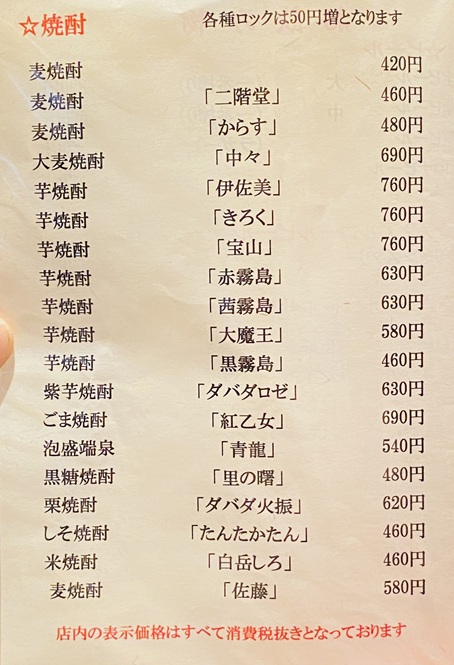 ☆焼酎 各種ロックは50円増となります
麦焼酎 420円
麦焼酎 「二階堂」 460円
麦焼酎 「からす」 480円
大麦焼酎 「中々」 690円
芋焼酎 「伊佐美」 760円
芋焼酎 「きろく」 760円
芋焼酎 「宝山」 760円
芋焼酎 「赤霧島」 630円
芋焼酎 「茜霧島」 630円
芋焼酎 「大魔王」 580円
芋焼酎 「黒霧島」 460円
紫芋焼酎 「ダバダロゼ」 630円
ごま焼酎 「紅乙女」 690円
泡盛端泉 「青龍」 540円
黒糖焼酎 「里の曙」 480円
栗焼酎 「ダバダ火振」 620円
しそ焼酎 「たんたかたん」 460円
米焼酎 「白岳しろ」 460円
麦焼酎 「佐藤」 580円
店内の表示価格はすべて消費税抜きとなっております